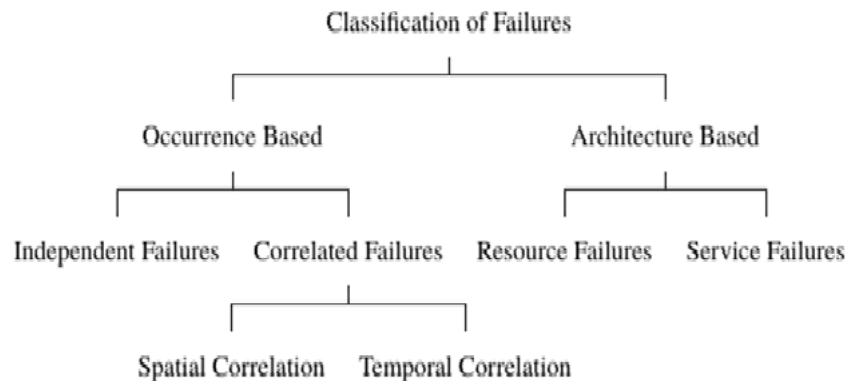 Classification of Failures
Occurrence Based
Architecture Based
Independent Failures
Correlated Failures
Resource Failures
Service Failures
Spatial Correlation
Temporal Correlation